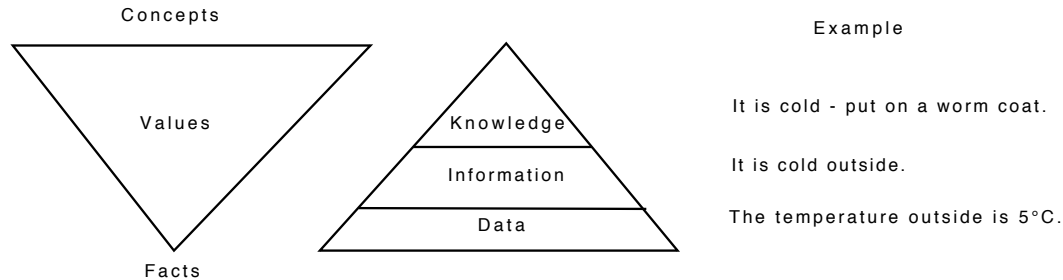 Concepts
Example
Values
Knowledge
It is cold - put on a worm coat.
Information
It is cold outside.
Data
The temperature outside is 5°C.
Facts